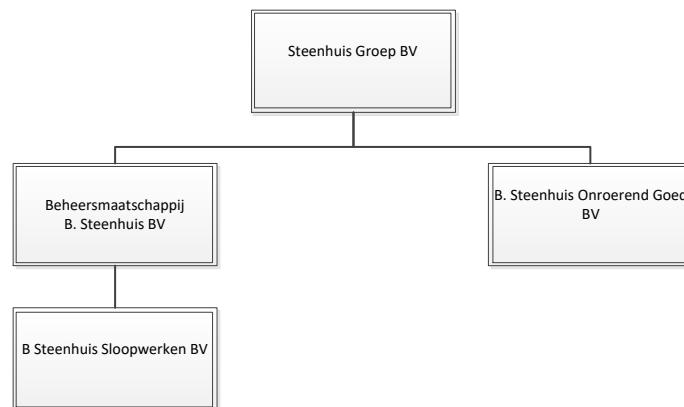 Steenhuis Groep BV
Beheersmaatschappij
B. Steenhuis BV
B. Steenhuis Onroerend Goed
BV
B Steenhuis Sloopwerken BV